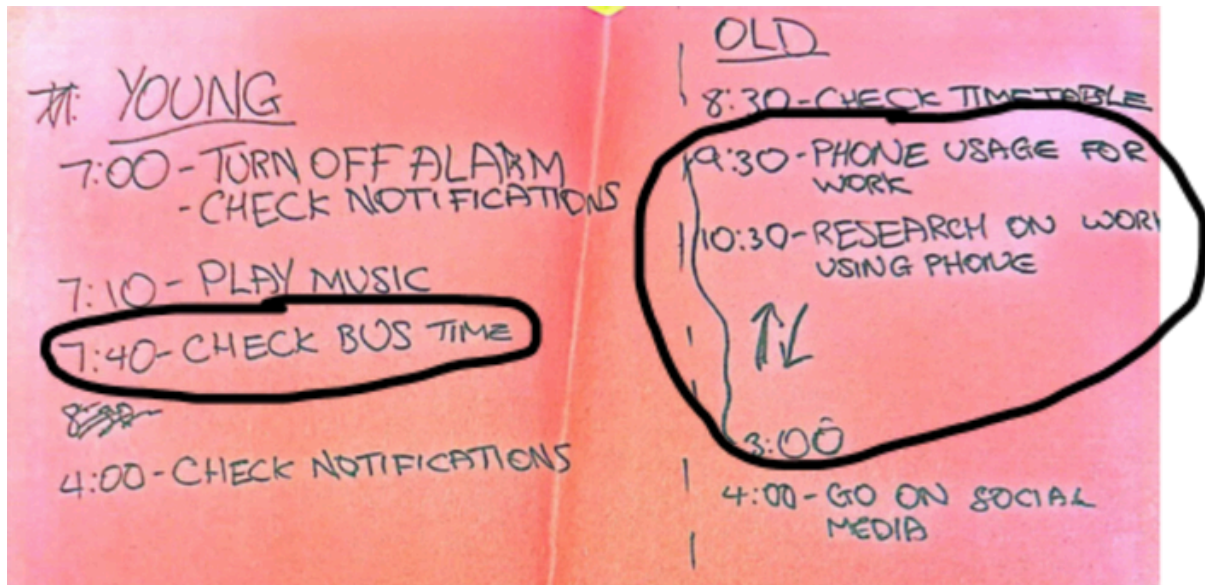 YOUNG
7:00-TURN OFF ALARM
-CHECK NOTIFICATIONS
7:10-PLAY MUSIC
7:40-CHECK BUS TIME
4:00-CHECK NOTIFICATIONS
OLD
8:30-CHECK TIMETABLE
9:30-PHONE USAGE FOR
WORK
10:30-RESEARCH ON WORK
USING PHONE
3:00
4:00-GO ON SOCIAL
MEDIA